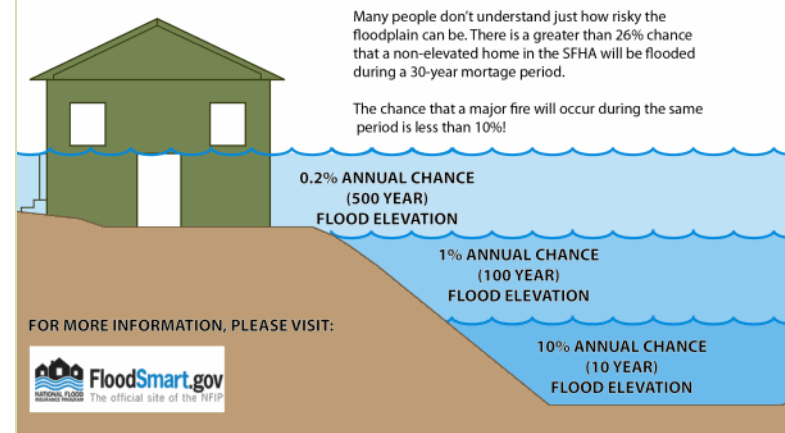 Many people don't understand just how risky the
floodplain can be. There is a greater than 26% chance
that a non-elevated home in the SFHA will be flooded
during a 30-year mortage period.
The chance that a major fire will occur during the same
period is less than 10%!
0.2% ANNUAL CHANCE
(500 YEAR)
FLOOD ELEVATION
1% ANNUAL CHANCE
(100 YEAR)
FLOOD ELEVATION
10% ANNUAL CHANCE
(10 YEAR)
FLOOD ELEVATION
FOR MORE INFORMATION, PLEASE VISIT:
FloodSmart.gov
NATIONAL FLOOD
INSURANCE PROGRAM
The official site of the NFIP